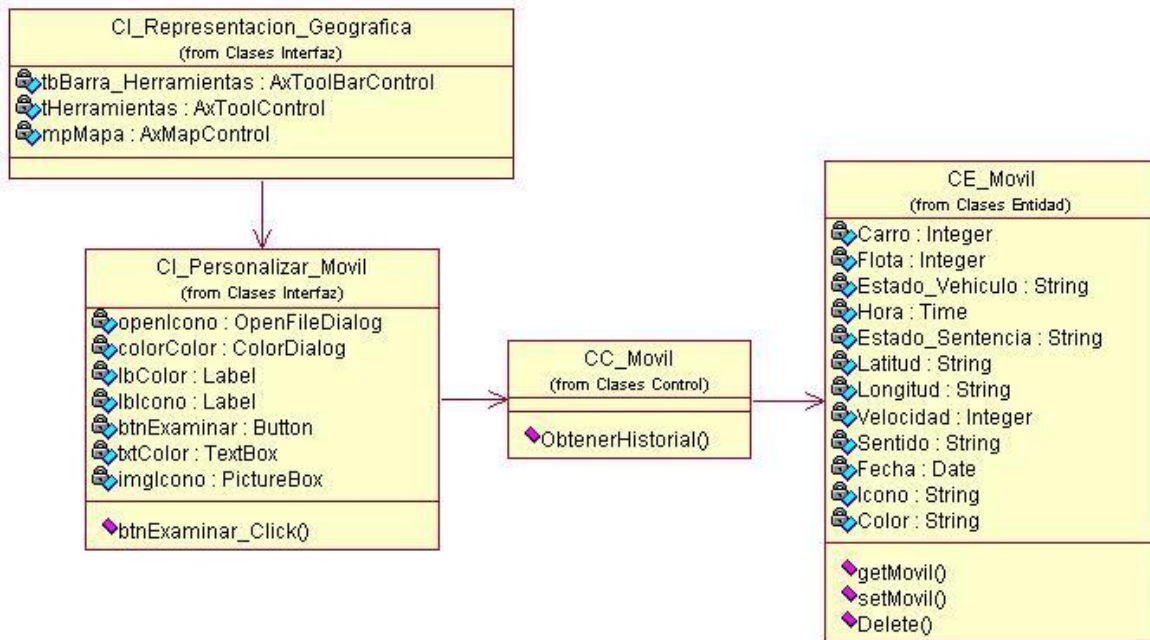 CI_Representacion_Geografica
(from Clases Interfaz)
tbBarra_Herramientas : AxToolBarControl
tHerramientas : AxToolControl
mpMapa : AxMapControl
CI_Personalizar_Movil
(from Clases Interfaz)
openIcono : OpenFileDialog
colorColor : ColorDialog
lbColor : Label
lbIcono : Label
btnExaminar : Button
txtColor : TextBox
imgIcono : PictureBox
btnExaminar_Click()
CC_Movil
(from Clases Control)
ObtenerHistorial()
CE_Movil
(from Clases Entidad)
Carro : Integer
Flota : Integer
Estado_Vehiculo : String
Hora : Time
Estado_Sentencia : String
Latitud : String
Longitud : String
Velocidad : Integer
Sentido : String
Fecha : Date
Icono : String
Color : String
getMovil()
setMovil()
Delete()